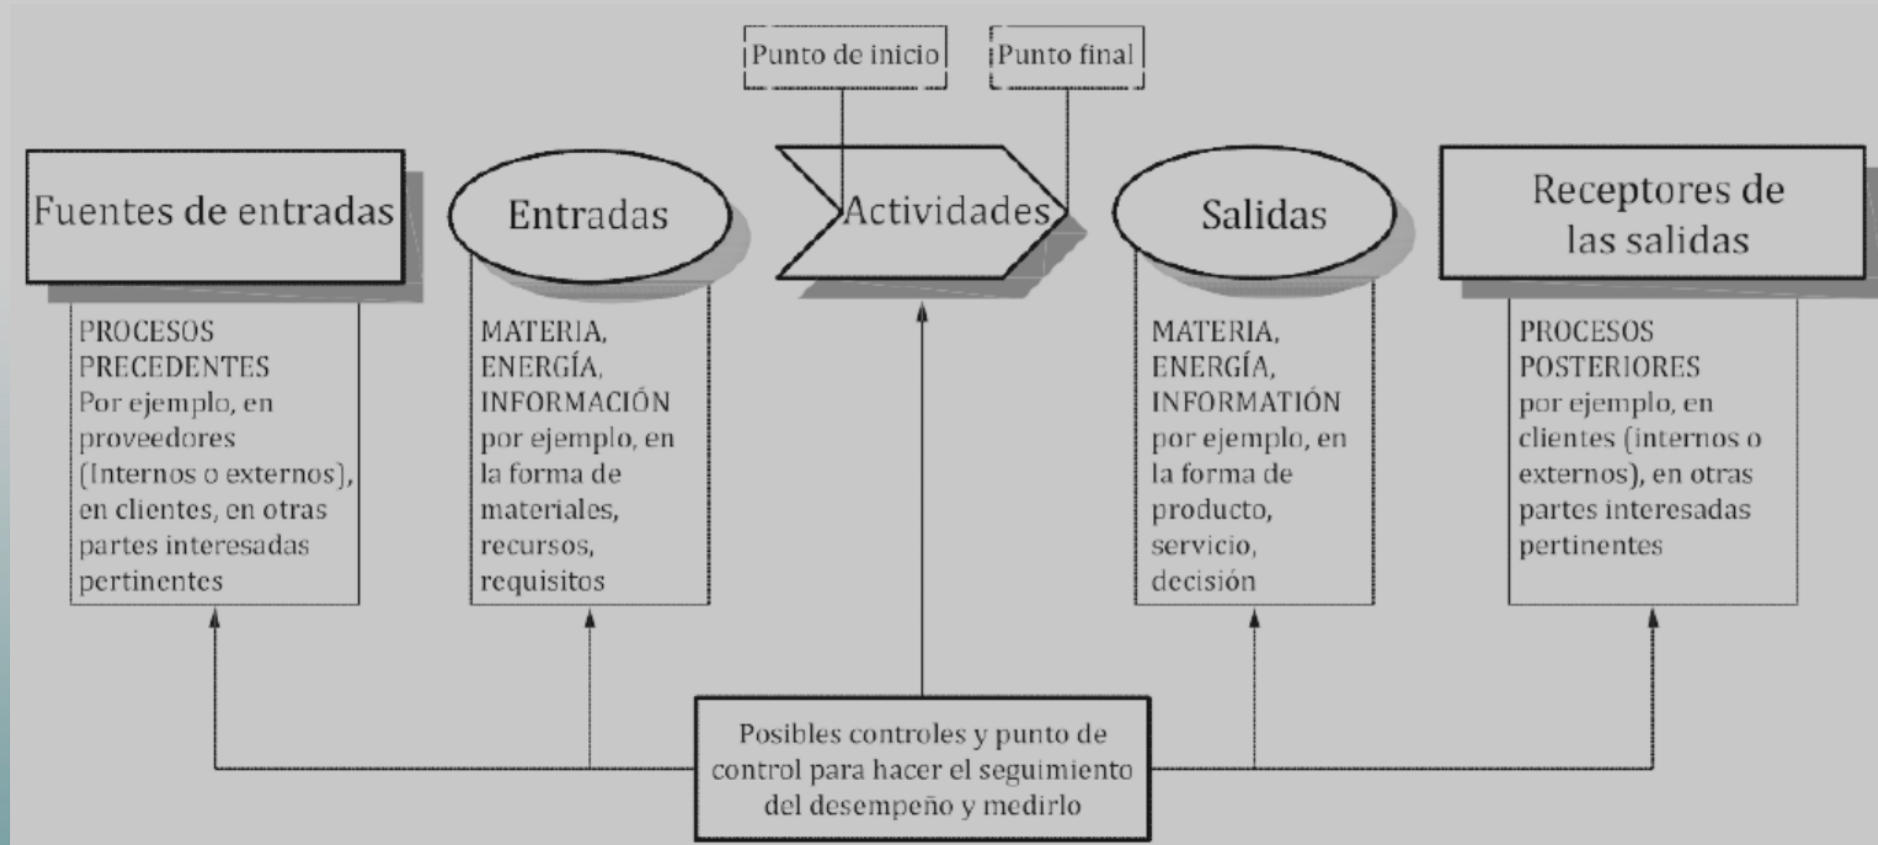 Punto de inicio
Punto final
Fuentes de entradas
Entradas
Actividades
Salidas
Receptores de
las salidas
PROCESOS
PRECEDENTES
Por ejemplo, en
proveedores
(Internos o externos),
en clientes, en otras
partes interesadas
pertinentes
MATERIA,
ENERGÍA,
INFORMACIÓN
por ejemplo, en
la forma de
materiales,
recursos,
requisitos
MATERIA,
ENERGÍA,
INFORMATIÓN
por ejemplo, en
la forma de
producto,
servicio,
decisión
PROCESOS
POSTERIORES
por ejemplo, en
clientes (internos o
externos), en otras
partes interesadas
pertinentes
Posibles controles y punto de
control para hacer el seguimiento
del desempeño y medirlo